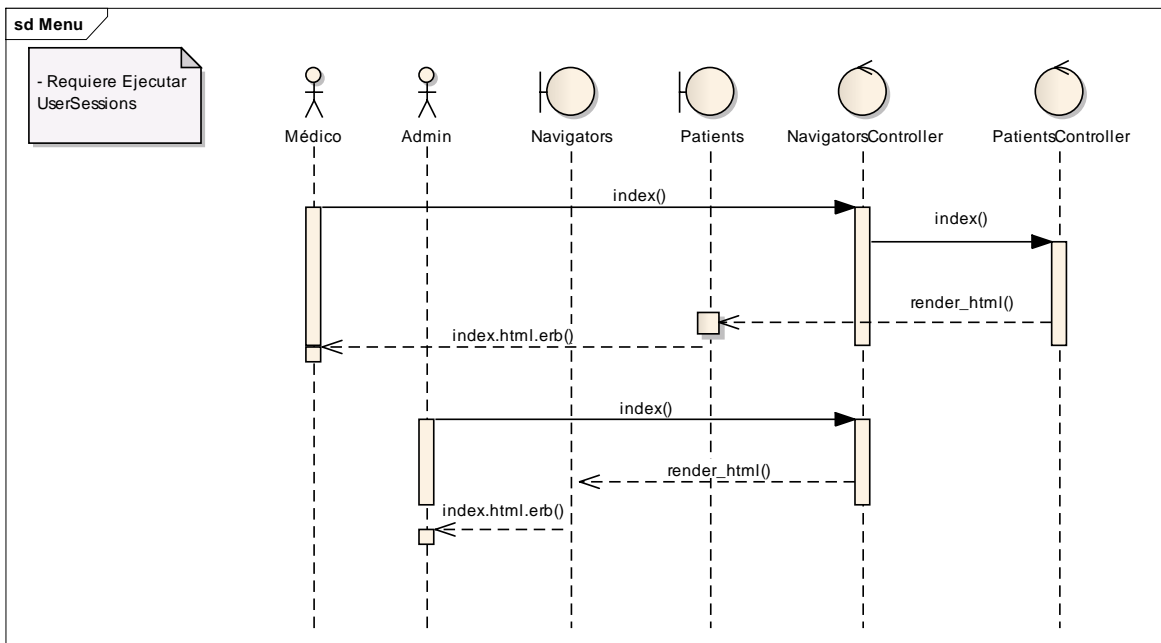 sd Menu
- Requiere Ejecutar
UserSessions
Médico
Admin
Navigators
Patients
NavigatorsController
PatientsController
index()
index()
render_html()
index.html.erb()
index()
render_html()
index.html.erb()